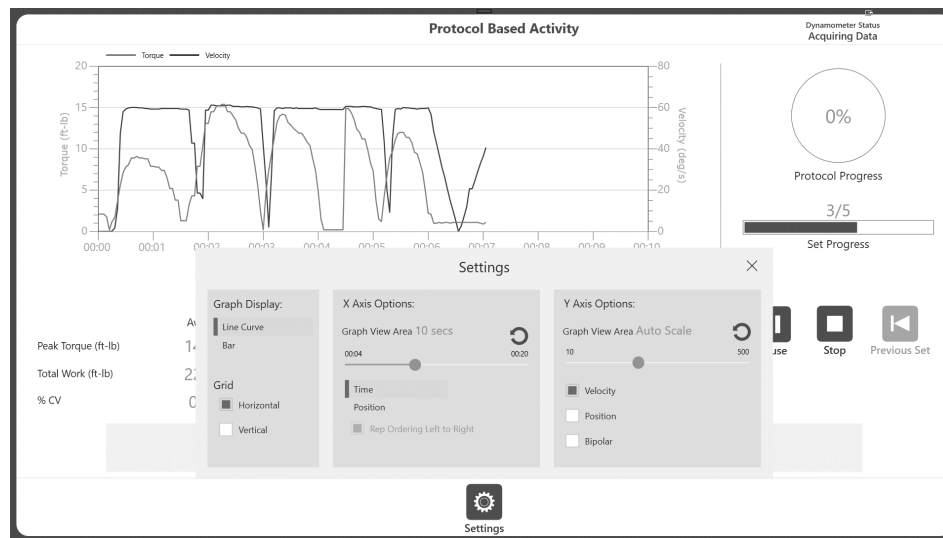 Protocol Based Activity
Dynamometer Status
Acquiring Data
Torque
Velocity
20
15
10
5
0
Torque (ft-lb)
80
60
40
20
0
Velocity (deg/s)
00:00 00:01 00:02 00:03 00:04 00:05 00:06 00:07 00:08 00:09 00:10
0%
Protocol Progress
3/5
Set Progress
Peak Torque (ft-lb)
Total Work (ft-lb)
% CV
Settings
Graph Display:
Line Curve
Bar
Grid
Horizontal
Vertical
X Axis Options:
Graph View Area 10 secs
00:04 00:20
Time
Position
Rep Ordering Left to Right
Y Axis Options:
Graph View Area Auto Scale
10 500
Velocity
Position
Bipolar
Stop
Previous Set
Settings